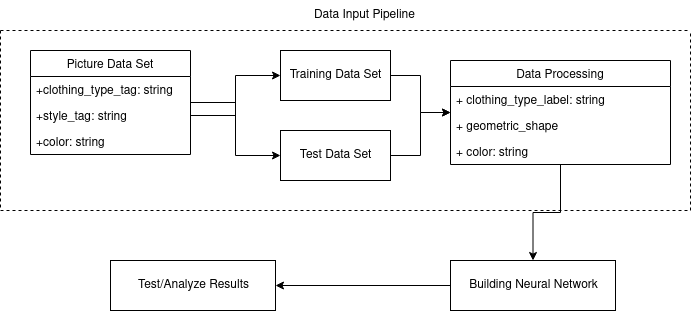 Data Input Pipeline
Picture Data Set
+clothing_type_tag: string
+style_tag: string
+color: string
Training Data Set
Test Data Set
Data Processing
+ clothing_type_label: string
+ geometric_shape
+ color: string
Test/Analyze Results
Building Neural Network